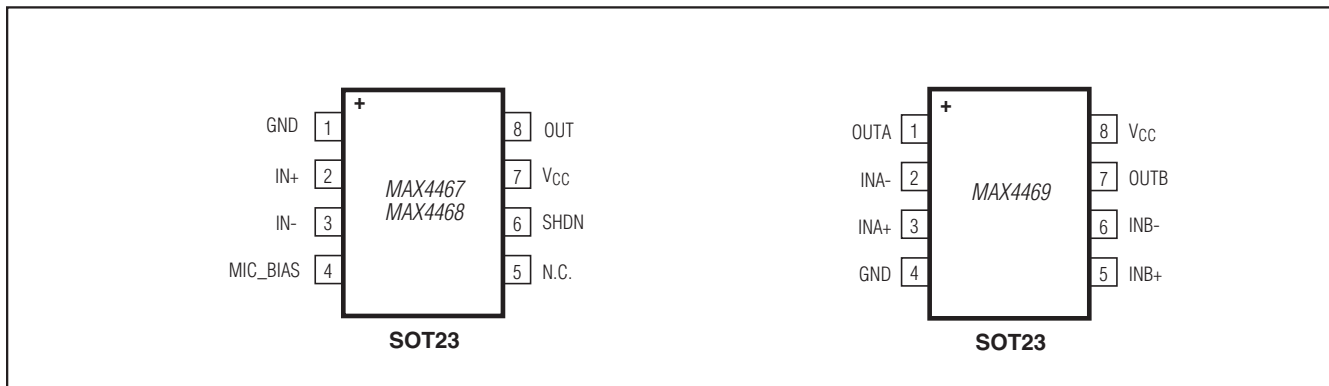 +
GND 1
8 OUT
IN+ 2
7 VCC
IN- 3
6 SHDN
MIC_BIAS 4
5 N.C.
MAX4467
MAX4468
SOT23
+
OUTA 1
8 VCC
INA- 2
7 OUTB
INA+ 3
6 INB-
GND 4
5 INB+
MAX4469
SOT23